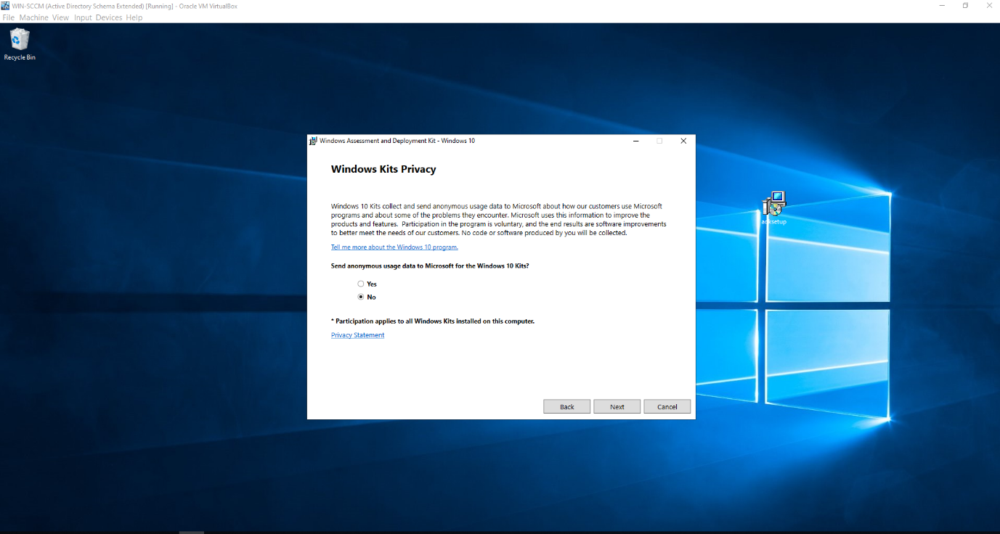 WIN-SCCM (Active Directory Schema Extended) [Running] - Oracle VM VirtualBox
File Machine View Input Devices Help
Recycle Bin
Windows Assessment and Deployment Kit - Windows 10
Windows Kits Privacy
Windows 10 Kits collect and send anonymous usage data to Microsoft about how our customers use Microsoft
programs and about some of the problems they encounter. Microsoft uses this information to improve the
products and features. Participation in the program is voluntary, and the end results are software improvements
to better meet the needs of our customers. No code or software produced by you will be collected.
adksetup
Tell me more about the Windows 10 program.
Send anonymous usage data to Microsoft for the Windows 10 Kits?
Yes
No
* Participation applies to all Windows Kits installed on this computer.
Privacy Statement
Back Next Cancel